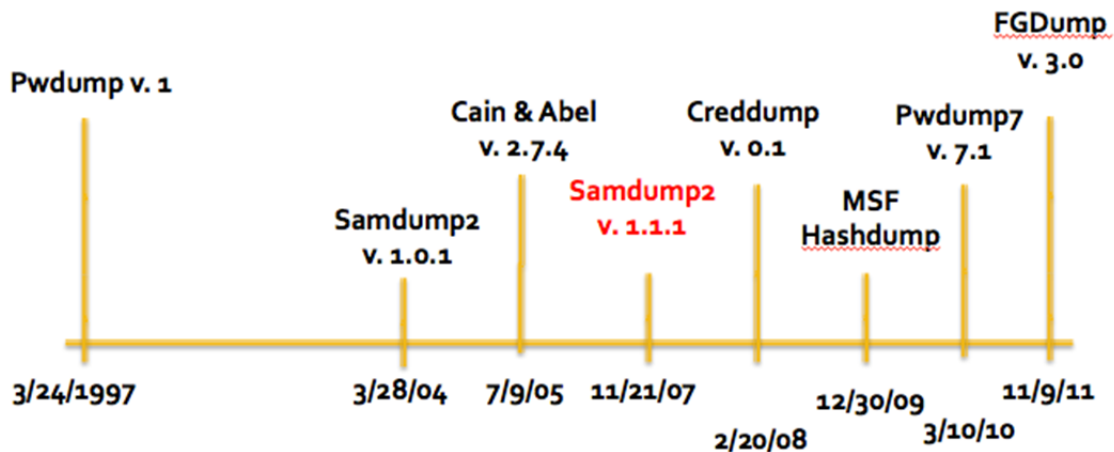 Pwdump v. 1
Samdump2
v. 1.0.1
Cain & Abel
v. 2.7.4
Samdump2
v. 1.1.1
Creddump
v. 0.1
MSF
Hashdump
Pwdump7
v. 7.1
FGDump
v. 3.0
3/24/1997
3/28/04
7/9/05
11/21/07
2/20/08
12/30/09
3/10/10
11/9/11